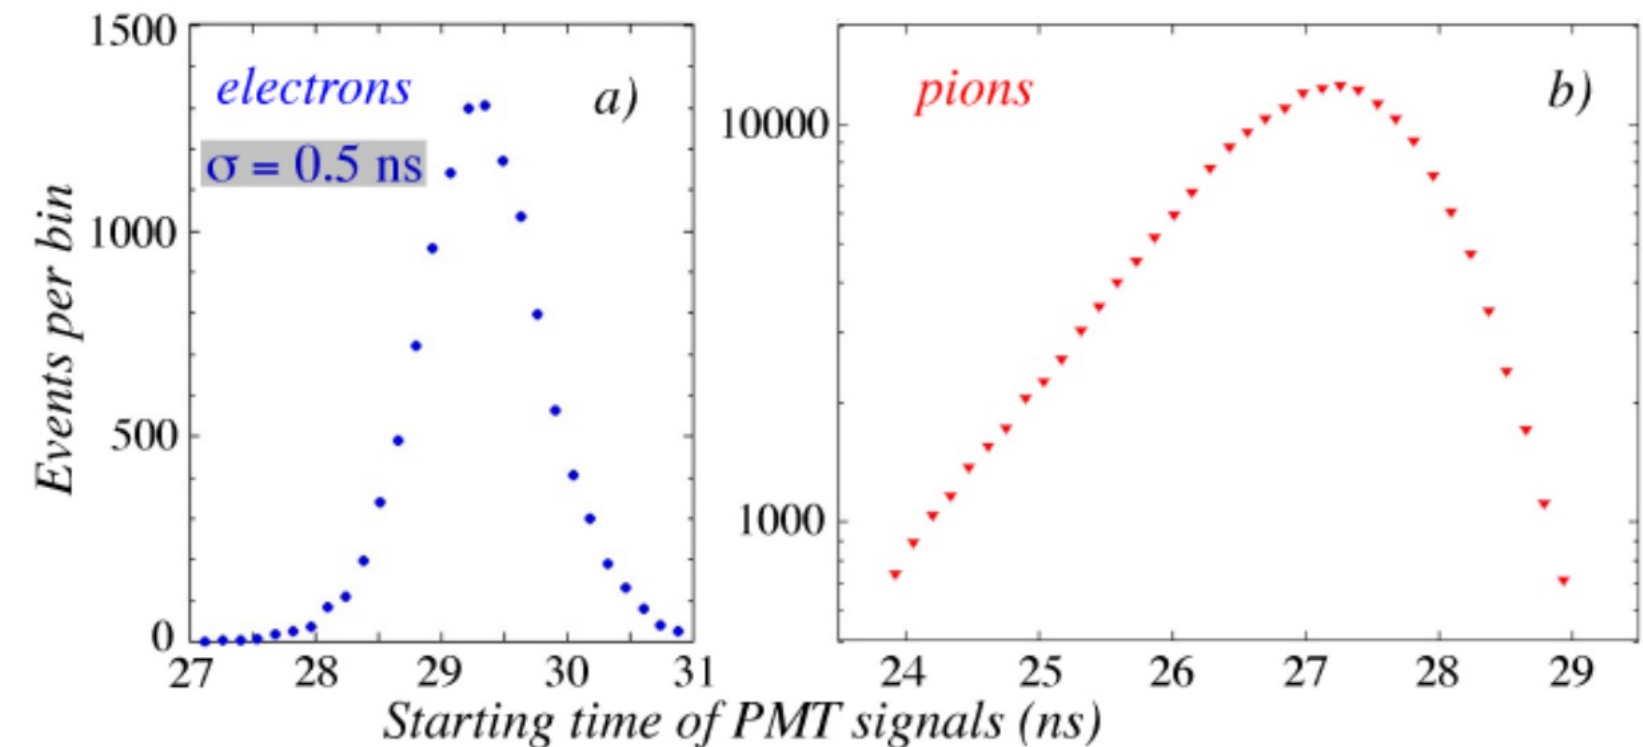 1500
1000
500
0
Events per bin
electrons
a)
σ = 0.5 ns
27 28 29 30 31
10000
1000
pions
b)
24 25 26 27 28 29
Starting time of PMT signals (ns)